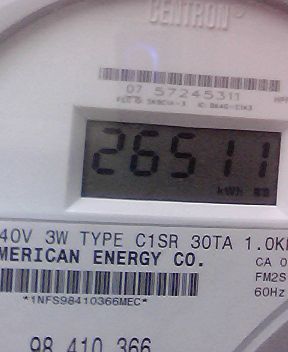 CENTRON®
07 57245311
26511
kWh
40V 3W TYPE C1SR 30TA 1.0K
MERICAN ENERGY CO.
CA 0
FM2S
60Hz
*1NFS98410366MEC*
98 410 366